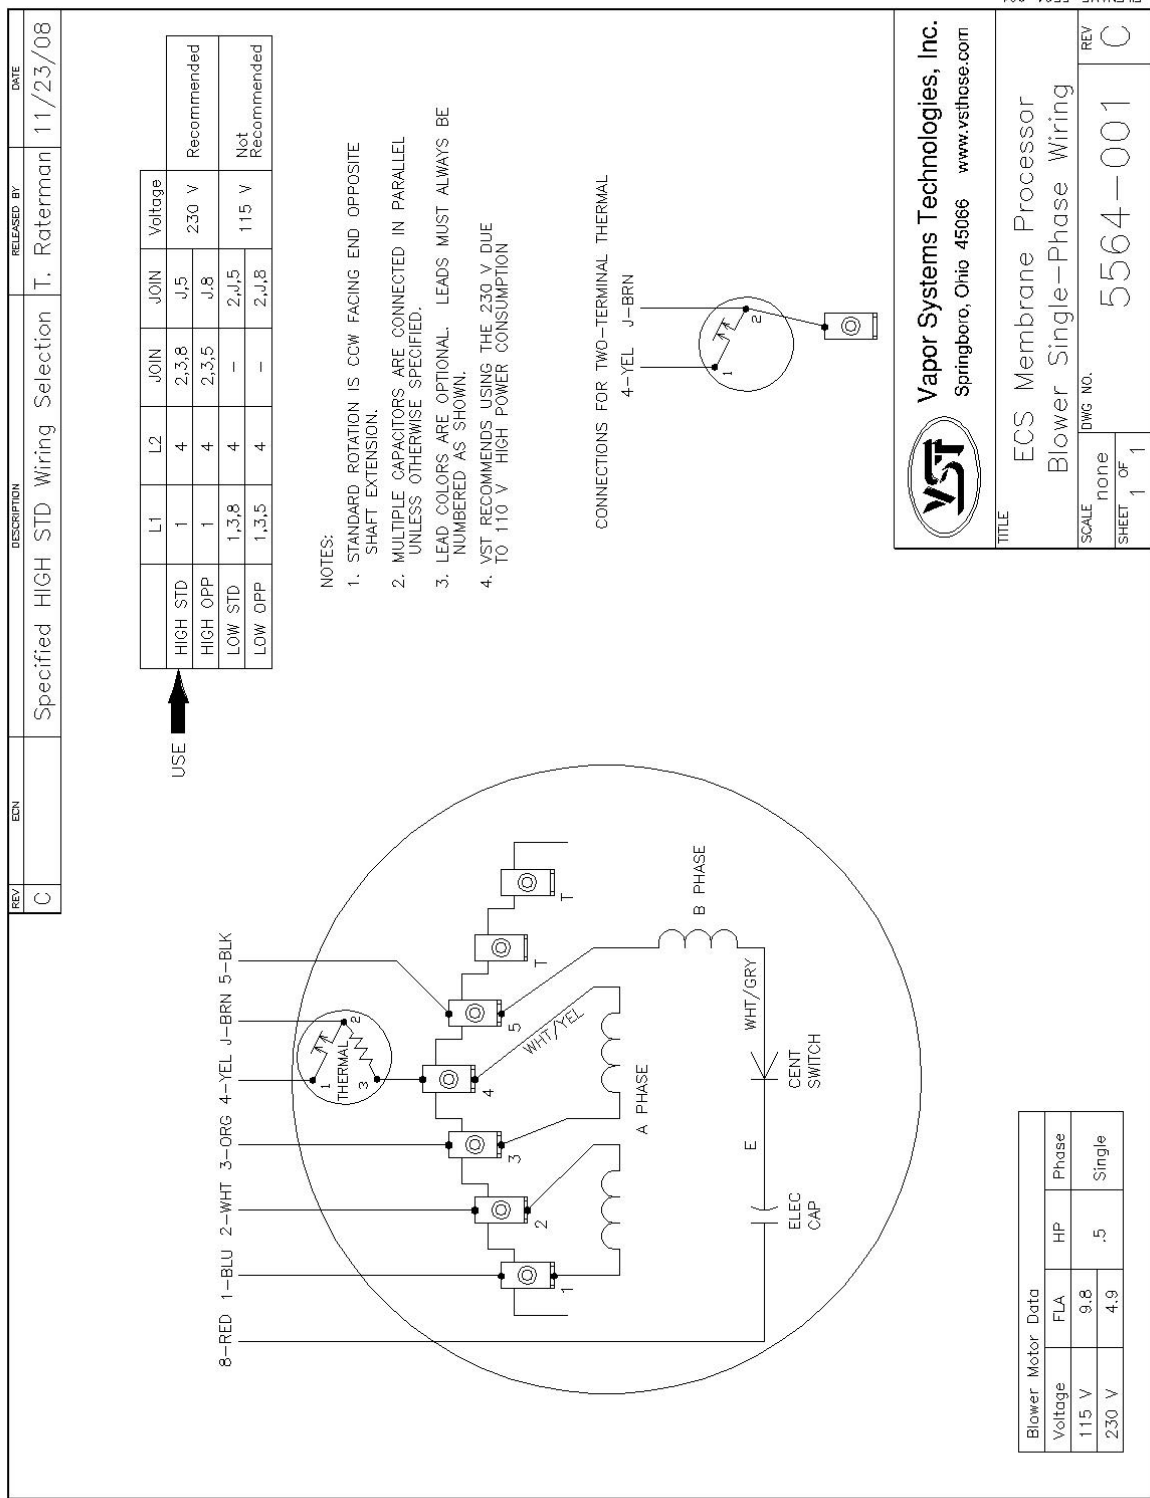 REV ECN DESCRIPTION RELEASED BY DATE
C Specified HIGH STD Wiring Selection T. Raterman 11/23/08
L1 L2 JOIN JOIN Voltage
USE HIGH STD 1 4 2,3,8 J,5 230 V Recommended
HIGH OPP 1 4 2,3,5 J,8
LOW STD 1,3,8 4 – 2,J,5 115 V Not Recommended
LOW OPP 1,3,5 4 – 2,J,8
NOTES:
1. STANDARD ROTATION IS CCW FACING END OPPOSITE
SHAFT EXTENSION.
2. MULTIPLE CAPACITORS ARE CONNECTED IN PARALLEL
UNLESS OTHERWISE SPECIFIED.
3. LEAD COLORS ARE OPTIONAL. LEADS MUST ALWAYS BE
NUMBERED AS SHOWN.
4. VST RECOMMENDS USING THE 230 V DUE
TO 110 V HIGH POWER CONSUMPTION
8-RED 1-BLU 2-WHT 3-ORG 4-YEL J-BRN 5-BLK
1 2
THERMAL
3
1 2 3 4 5 T T
WHT/YEL
A PHASE
B PHASE
WHT/GRY
E
ELEC
CAP
CENT
SWITCH
CONNECTIONS FOR TWO-TERMINAL THERMAL
4-YEL J-BRN
1 2
Blower Motor Data
Voltage FLA HP Phase
115 V 9.8 .5 Single
230 V 4.9
VST
Vapor Systems Technologies, Inc.
Springboro, Ohio 45066 www.vsthose.com
TITLE
ECS Membrane Processor
Blower Single-Phase Wiring
SCALE none DWG NO. REV
SHEET 1 OF 1 5564-001 C